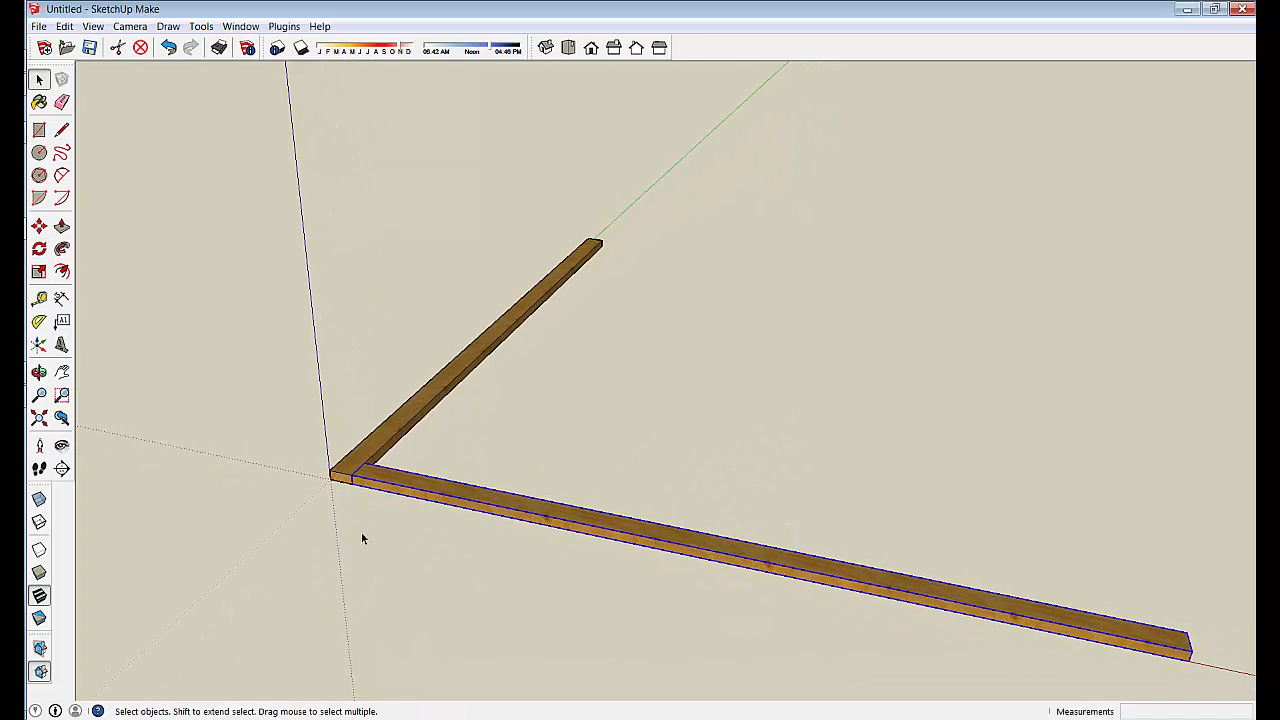 Untitled - SketchUp Make
File Edit View Camera Draw Tools Window Plugins Help
J F M A M J J A S O N D
06:42 AM Noon 04:46 PM
A1
Select objects. Shift to extend select. Drag mouse to select multiple.
Measurements